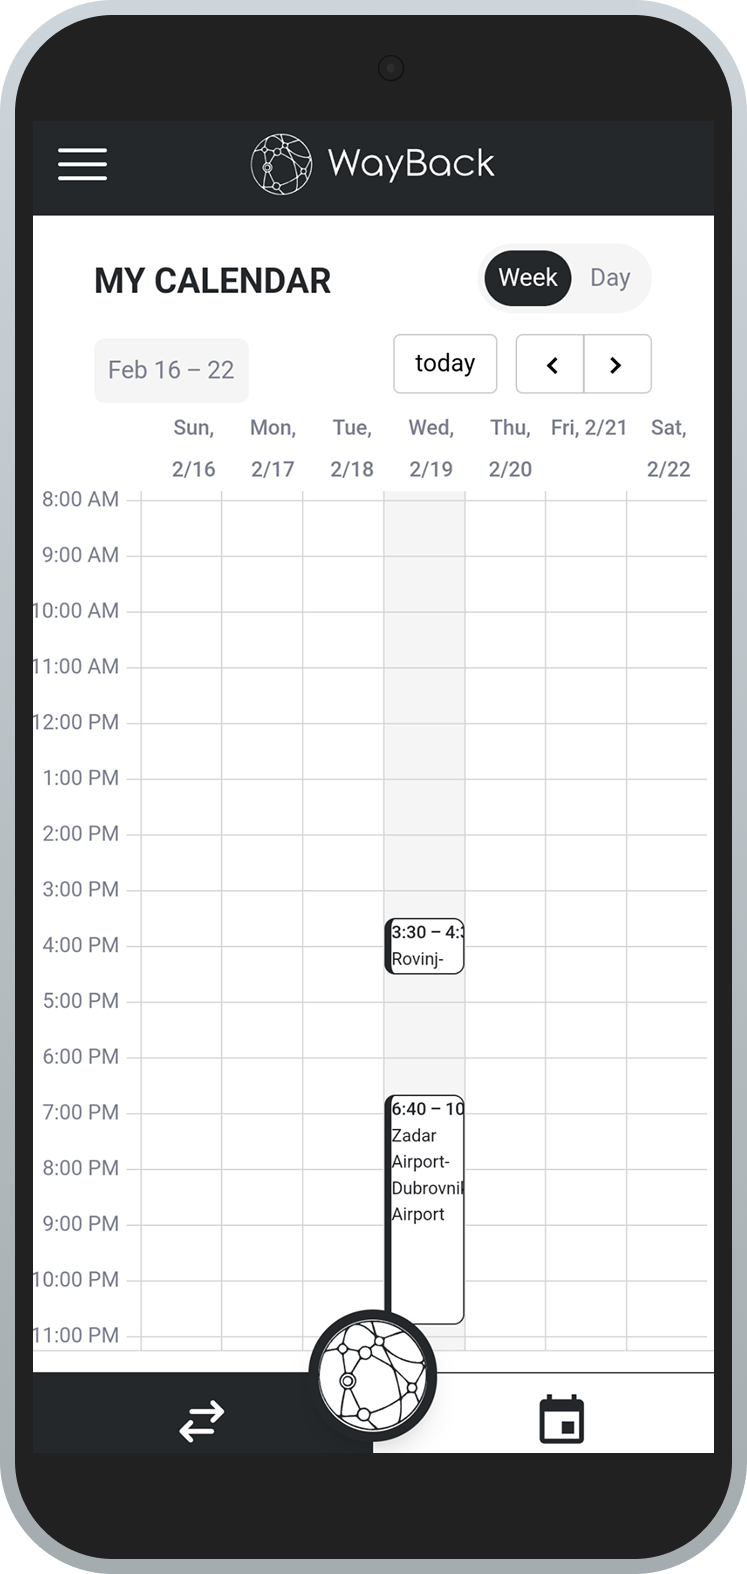 WayBack
MY CALENDAR
Week Day
Feb 16 – 22
today
Sun, 2/16
Mon, 2/17
Tue, 2/18
Wed, 2/19
Thu, 2/20
Fri, 2/21
Sat, 2/22
8:00 AM
9:00 AM
10:00 AM
11:00 AM
12:00 PM
1:00 PM
2:00 PM
3:00 PM
3:30 – 4:3
Rovinj-
4:00 PM
5:00 PM
6:00 PM
6:40 – 10
Zadar
Airport-
Dubrovnik
Airport
7:00 PM
8:00 PM
9:00 PM
10:00 PM
11:00 PM